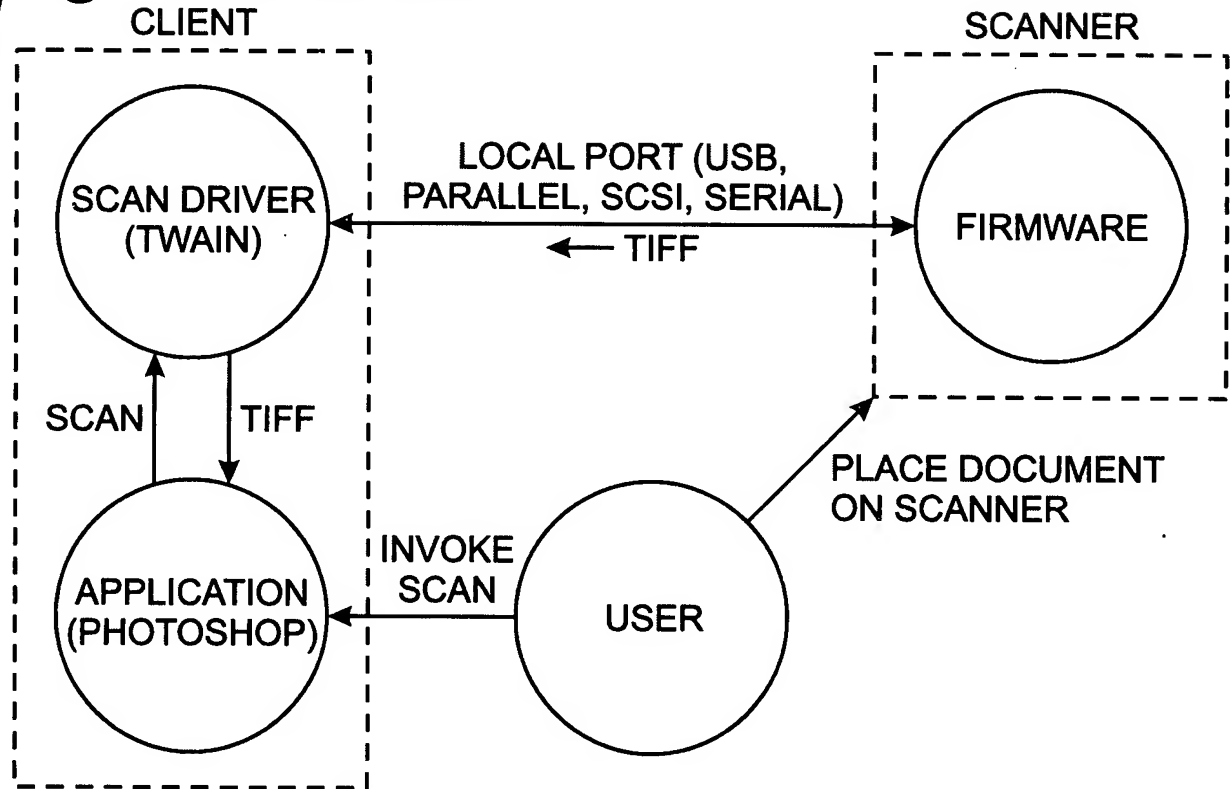 CLIENT
SCANNER
LOCAL PORT (USB,
PARALLEL, SCSI, SERIAL)
TIFF
SCAN DRIVER
(TWAIN)
FIRMWARE
SCAN
TIFF
PLACE DOCUMENT
ON SCANNER
INVOKE
SCAN
APPLICATION
(PHOTOSHOP)
USER